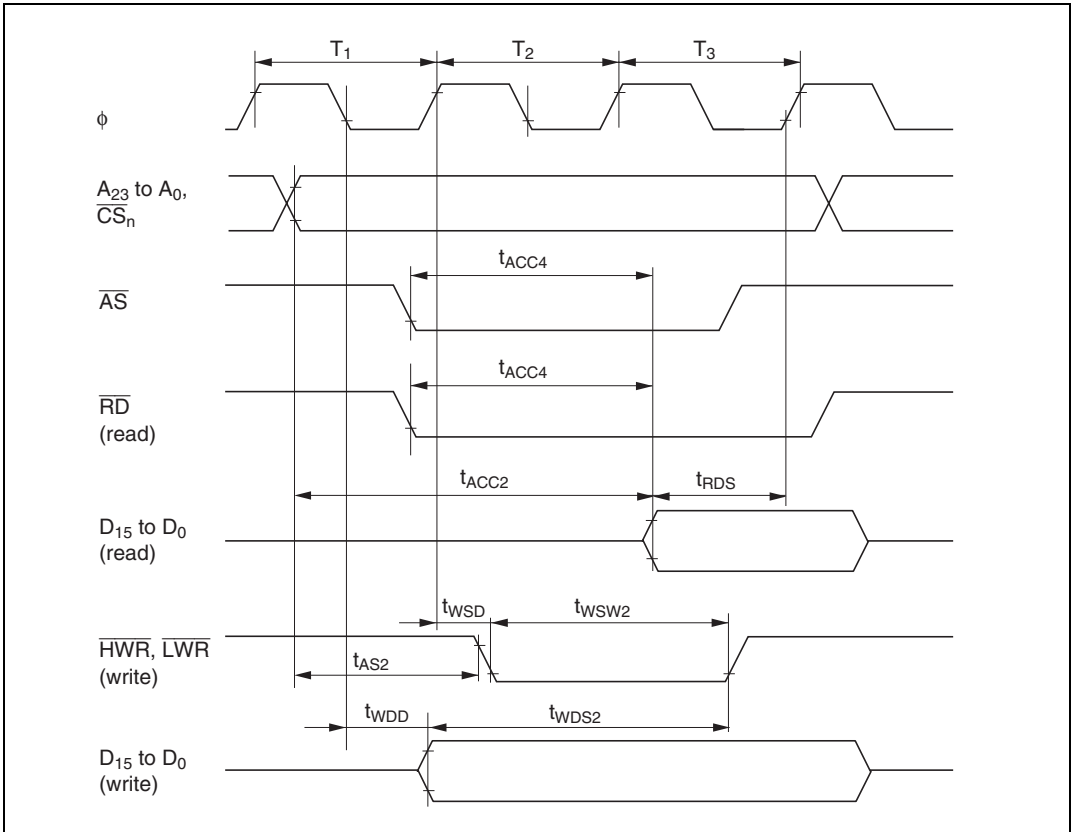 T1 T2 T3
φ
A23 to A0,
CSn
tACC4
AS
tACC4
RD
(read)
tACC2 tRDS
D15 to D0
(read)
tWSD tWSW2
HWR, LWR
(write)
tAS2
tWDD tWDS2
D15 to D0
(write)